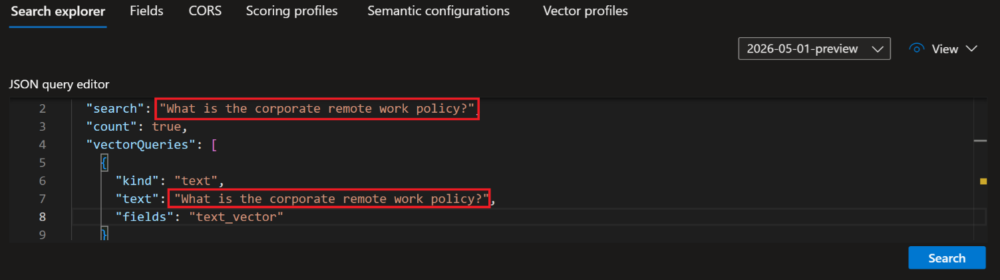 Search explorer Fields CORS Scoring profiles Semantic configurations Vector profiles
2026-05-01-preview View
JSON query editor
2 "search": "What is the corporate remote work policy?",
3 "count": true,
4 "vectorQueries": [
5 {
6 "kind": "text",
7 "text": "What is the corporate remote work policy?",
8 "fields": "text_vector"
9 }
Search